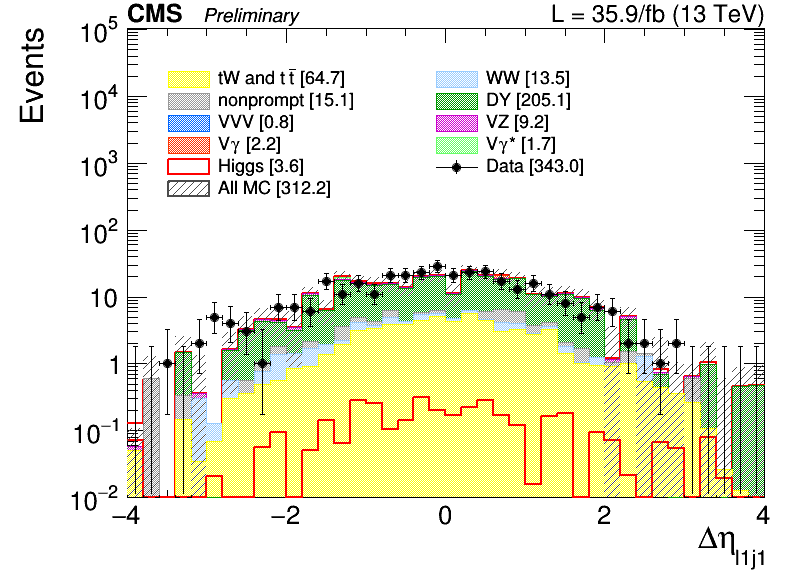 CMS Preliminary L = 35.9/fb (13 TeV)
Events
10^5
10^4
10^3
10^2
10
1
10^−1
10^−2
tW and t t̄ [64.7] WW [13.5]
nonprompt [15.1] DY [205.1]
VVV [0.8] VZ [9.2]
Vγ [2.2] Vγ* [1.7]
Higgs [3.6] Data [343.0]
All MC [312.2]
−4 −2 0 2 4
Δη_l1j1